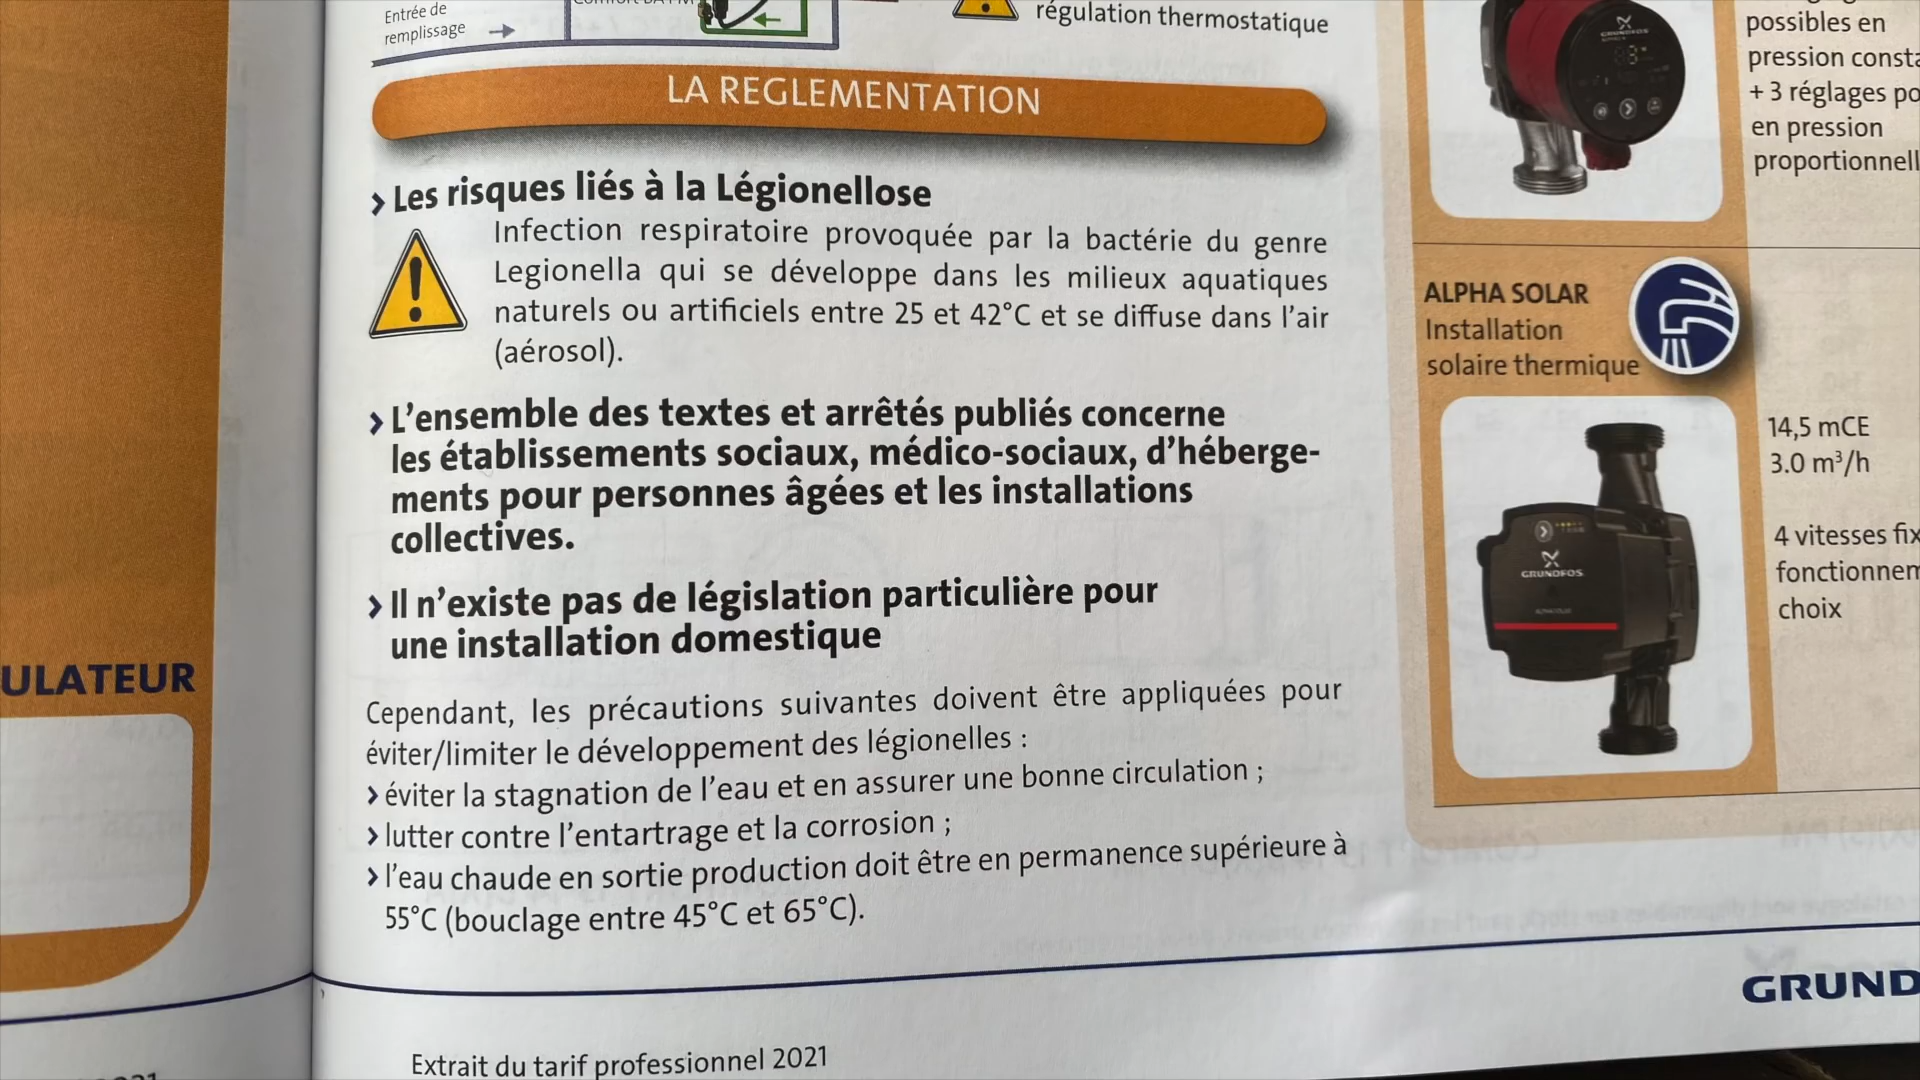 Entrée de
remplissage
régulation thermostatique
LA REGLEMENTATION
› Les risques liés à la Légionellose
Infection respiratoire provoquée par la bactérie du genre
Legionella qui se développe dans les milieux aquatiques
naturels ou artificiels entre 25 et 42°C et se diffuse dans l'air
(aérosol).
› L'ensemble des textes et arrêtés publiés concerne
les établissements sociaux, médico-sociaux, d'héberge-
ments pour personnes âgées et les installations
collectives.
› Il n'existe pas de législation particulière pour
une installation domestique
Cependant, les précautions suivantes doivent être appliquées pour
éviter/limiter le développement des légionelles :
› éviter la stagnation de l'eau et en assurer une bonne circulation ;
› lutter contre l'entartrage et la corrosion ;
› l'eau chaude en sortie production doit être en permanence supérieure à
55°C (bouclage entre 45°C et 65°C).
Extrait du tarif professionnel 2021
ULATEUR
possibles en
pression consta
+ 3 réglages po
en pression
proportionnell
GRUNDFOS
ALPHA SOLAR
Installation
solaire thermique
14,5 mCE
3.0 m³/h
4 vitesses fix
fonctionnem
choix
GRUNDFOS
GRUND